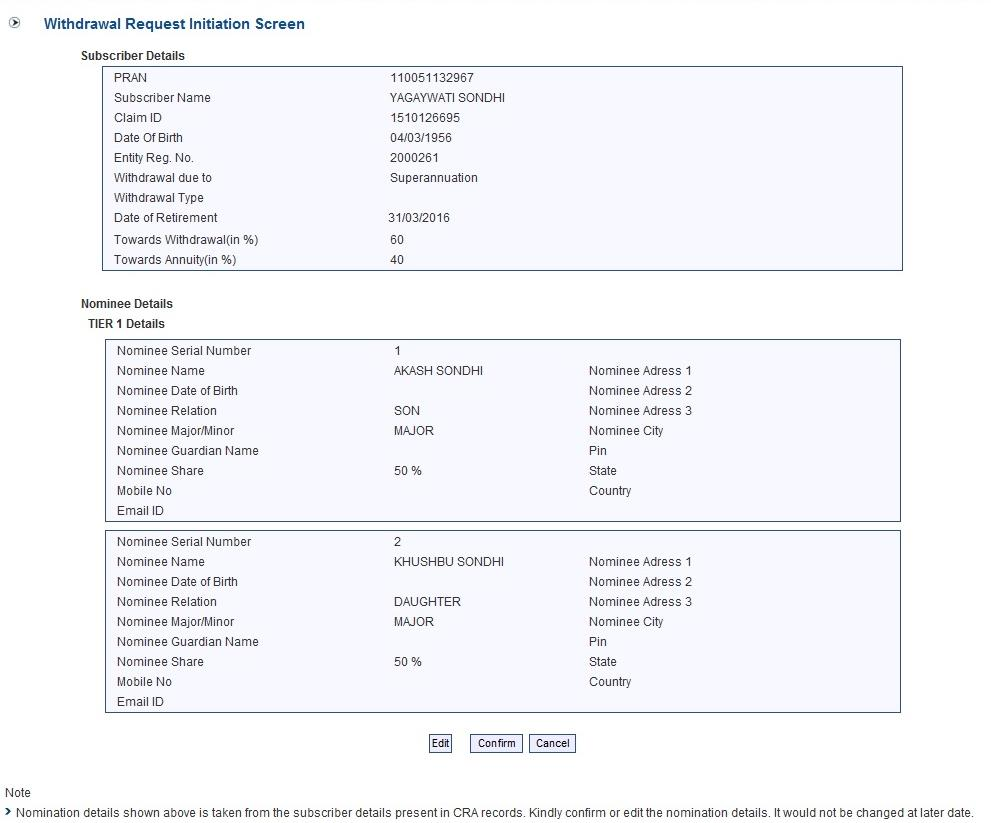 Withdrawal Request Initiation Screen
Subscriber Details
PRAN 110051132967
Subscriber Name YAGAYWATI SONDHI
Claim ID 1510126695
Date Of Birth 04/03/1956
Entity Reg. No. 2000261
Withdrawal due to Superannuation
Withdrawal Type
Date of Retirement 31/03/2016
Towards Withdrawal(in %) 60
Towards Annuity(in %) 40
Nominee Details
TIER 1 Details
Nominee Serial Number 1
Nominee Name AKASH SONDHI Nominee Adress 1
Nominee Date of Birth Nominee Adress 2
Nominee Relation SON Nominee Adress 3
Nominee Major/Minor MAJOR Nominee City
Nominee Guardian Name Pin
Nominee Share 50 % State
Mobile No Country
Email ID
Nominee Serial Number 2
Nominee Name KHUSHBU SONDHI Nominee Adress 1
Nominee Date of Birth Nominee Adress 2
Nominee Relation DAUGHTER Nominee Adress 3
Nominee Major/Minor MAJOR Nominee City
Nominee Guardian Name Pin
Nominee Share 50 % State
Mobile No Country
Email ID
Edit Confirm Cancel
Note
Nomination details shown above is taken from the subscriber details present in CRA records. Kindly confirm or edit the nomination details. It would not be changed at later date.